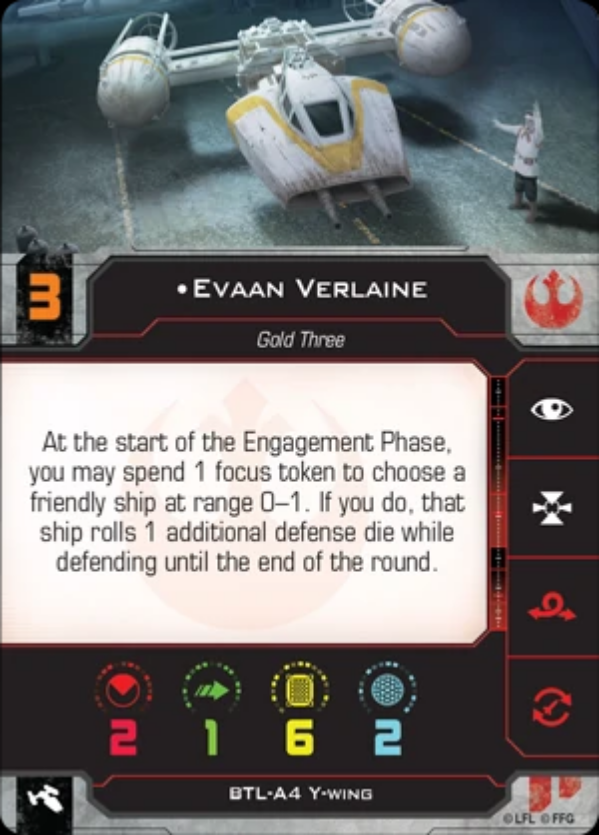 3
•Evaan Verlaine
Gold Three
At the start of the Engagement Phase,
you may spend 1 focus token to choose a
friendly ship at range 0–1. If you do, that
ship rolls 1 additional defense die while
defending until the end of the round.
2 1 6 2
BTL-A4 Y-wing
©LFL ©FFG